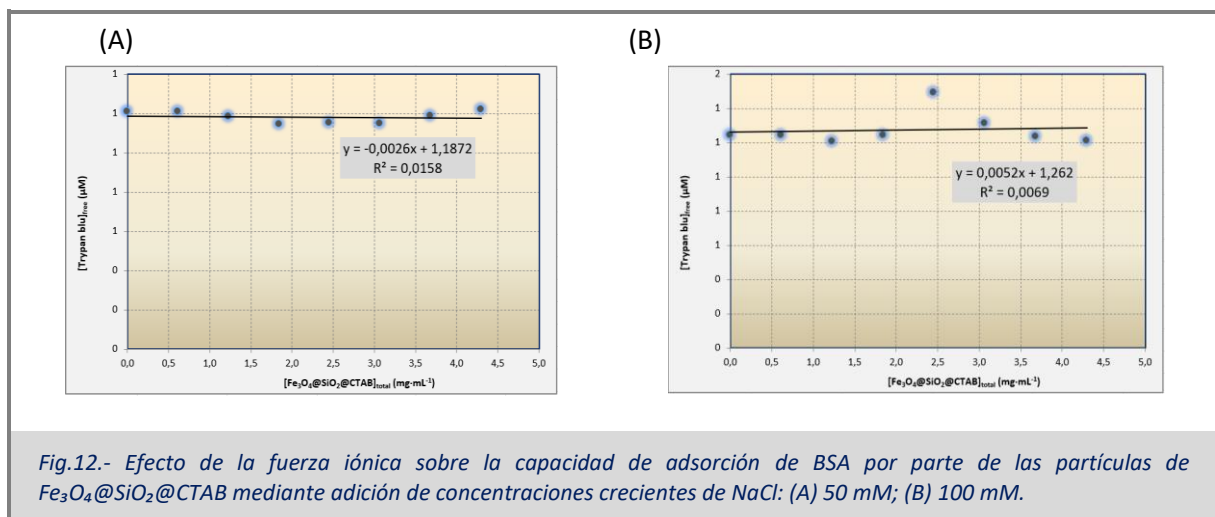 (A)
(B)
1
1
1
1
1
0
0
0
[Trypan blu]free (µM)
y = -0,0026x + 1,1872
R² = 0,0158
0,0 0,5 1,0 1,5 2,0 2,5 3,0 3,5 4,0 4,5 5,0
[Fe₃O₄@SiO₂@CTAB]total (mg·mL⁻¹)
2
1
1
1
1
1
0
0
0
[Trypan blu]free (µM)
y = 0,0052x + 1,262
R² = 0,0069
0,0 0,5 1,0 1,5 2,0 2,5 3,0 3,5 4,0 4,5 5,0
[Fe₃O₄@SiO₂@CTAB]total (mg·mL⁻¹)
Fig.12.- Efecto de la fuerza iónica sobre la capacidad de adsorción de BSA por parte de las partículas de
Fe₃O₄@SiO₂@CTAB mediante adición de concentraciones crecientes de NaCl: (A) 50 mM; (B) 100 mM.